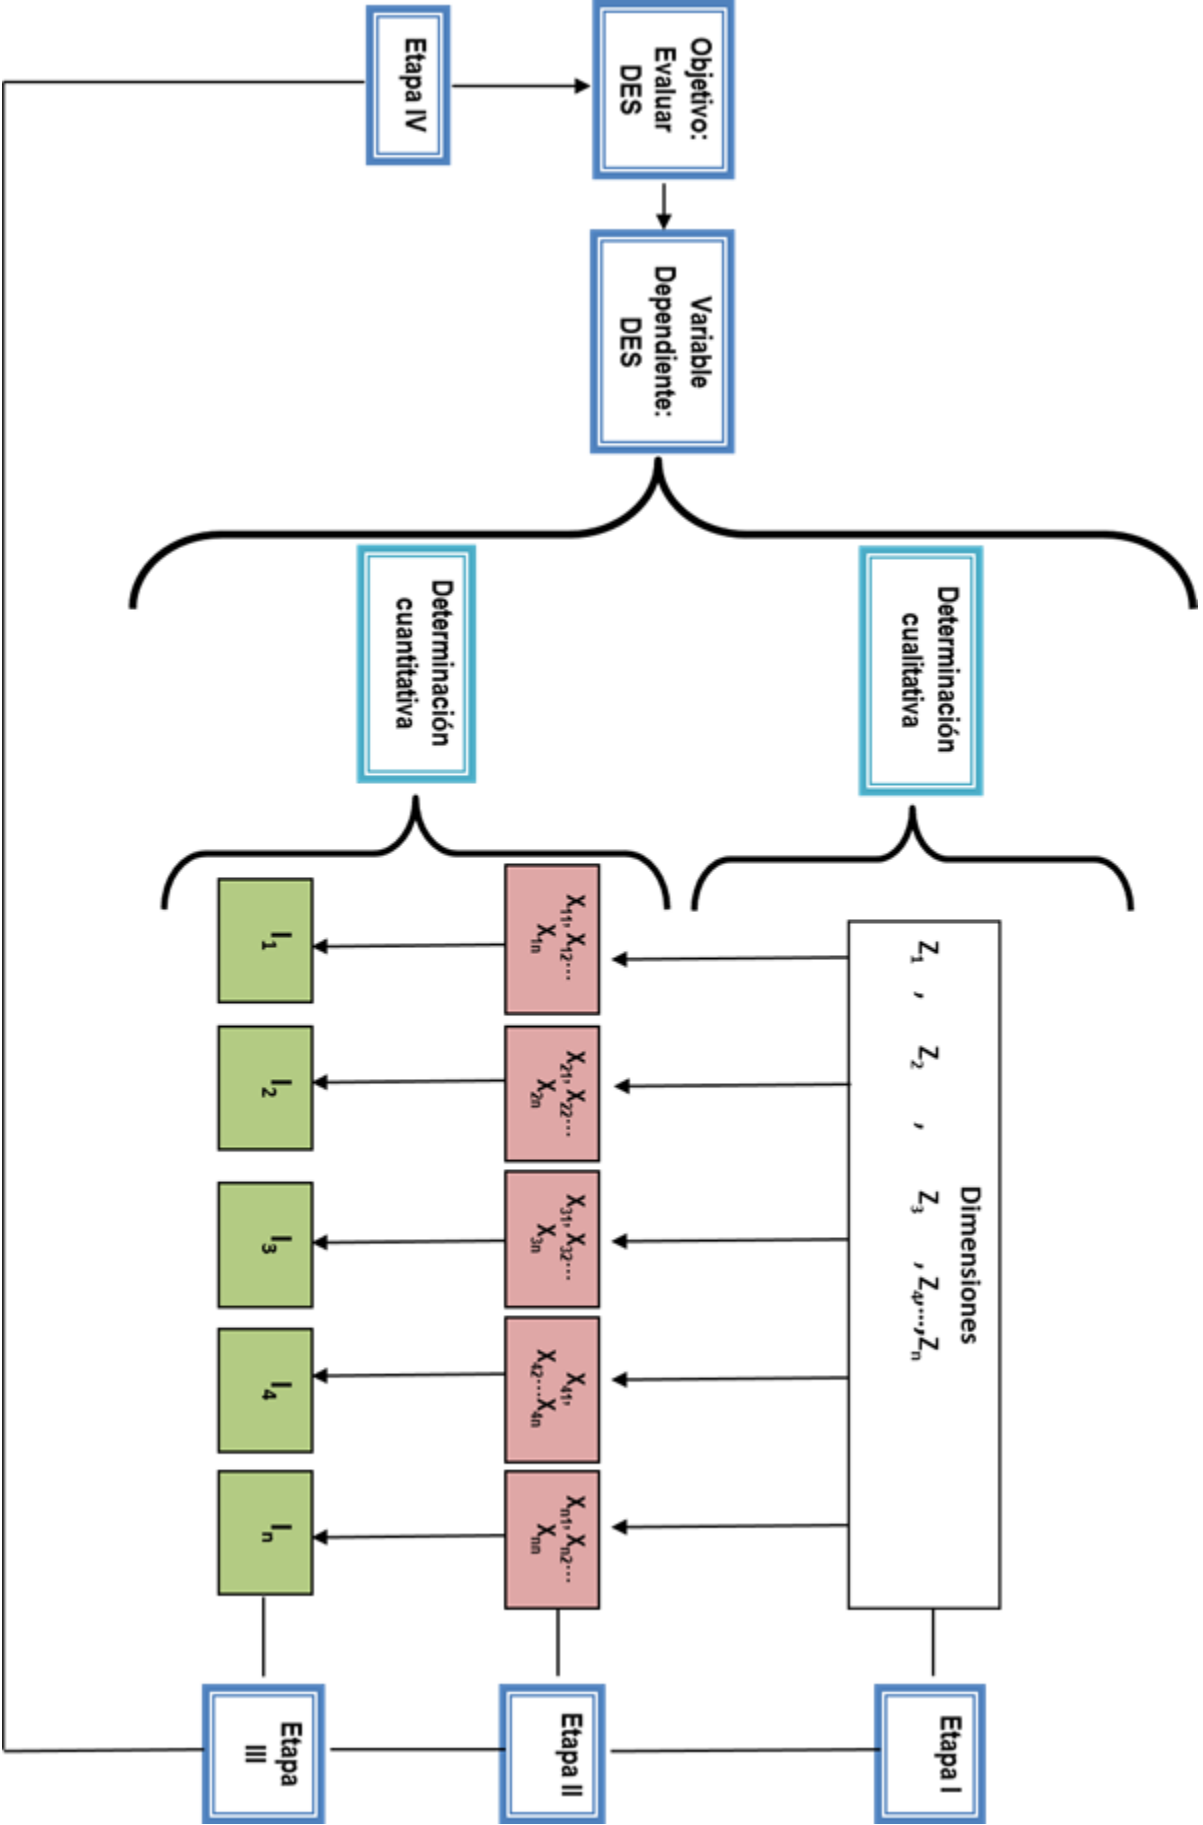 Objetivo:
Evaluar
DES
Variable
Dependiente:
DES
Determinación
cualitativa
Dimensiones
Z₁ , Z₂ , Z₃ , Z₄,...,Zₙ
Etapa I
Determinación
cuantitativa
X₁₁, X₁₂...
X₁ₙ
X₂₁, X₂₂...
X₂ₙ
X₃₁, X₃₂...
X₃ₙ
X₄₁,
X₄₂...X₄ₙ
Xₙ₁, Xₙ₂...
Xₙₙ
Etapa II
I₁
I₂
I₃
I₄
Iₙ
Etapa
III
Etapa IV